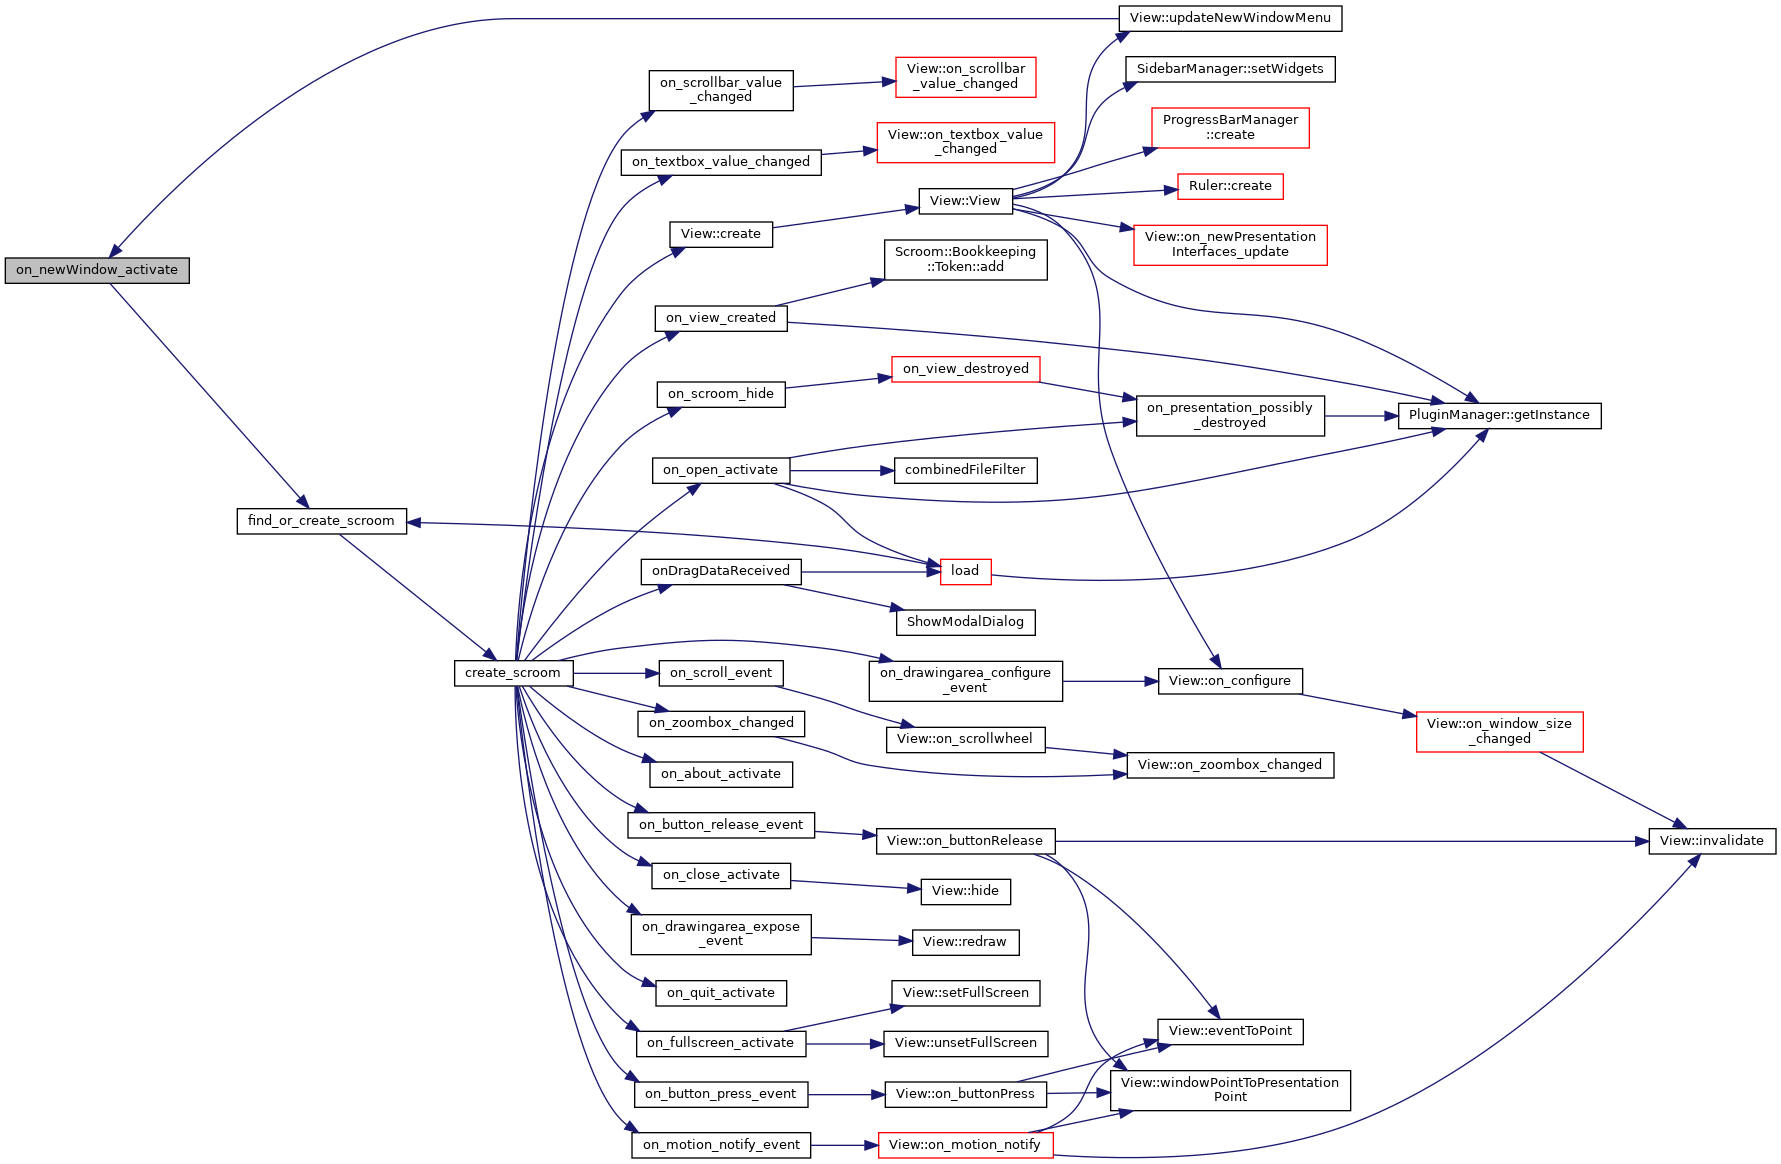 on_newWindow_activate
find_or_create_scroom
create_scroom
on_scrollbar_value
_changed
on_textbox_value_changed
View::create
on_view_created
on_scroom_hide
on_open_activate
onDragDataReceived
on_scroll_event
on_zoombox_changed
on_about_activate
on_button_release_event
on_close_activate
on_drawingarea_expose
_event
on_quit_activate
on_fullscreen_activate
on_button_press_event
on_motion_notify_event
View::on_scrollbar
_value_changed
View::on_textbox_value
_changed
View::View
Scroom::Bookkeeping
::Token::add
on_view_destroyed
combinedFileFilter
load
ShowModalDialog
on_drawingarea_configure
_event
View::on_scrollwheel
View::on_buttonRelease
View::hide
View::redraw
View::setFullScreen
View::unsetFullScreen
View::on_buttonPress
View::on_motion_notify
View::updateNewWindowMenu
SidebarManager::setWidgets
ProgressBarManager
::create
Ruler::create
View::on_newPresentation
Interfaces_update
on_presentation_possibly
_destroyed
View::on_configure
View::on_zoombox_changed
View::eventToPoint
View::windowPointToPresentation
Point
PluginManager::getInstance
View::on_window_size
_changed
View::invalidate